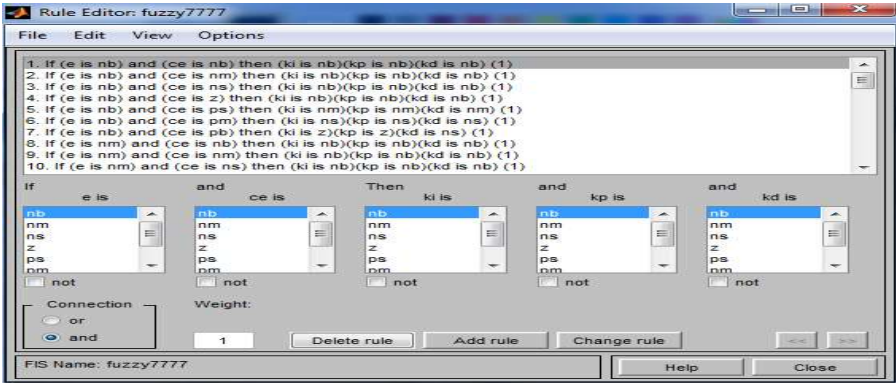 Rule Editor: fuzzy7777
File Edit View Options
1. If (e is nb) and (ce is nb) then (ki is nb)(kp is nb)(kd is nb) (1)
2. If (e is nb) and (ce is nm) then (ki is nb)(kp is nb)(kd is nb) (1)
3. If (e is nb) and (ce is ns) then (ki is nb)(kp is nb)(kd is nb) (1)
4. If (e is nb) and (ce is z) then (ki is nb)(kp is nb)(kd is nb) (1)
5. If (e is nb) and (ce is ps) then (ki is nm)(kp is nm)(kd is nm) (1)
6. If (e is nb) and (ce is pm) then (ki is ns)(kp is ns)(kd is ns) (1)
7. If (e is nb) and (ce is pb) then (ki is z)(kp is z)(kd is ns) (1)
8. If (e is nm) and (ce is nb) then (ki is nb)(kp is nb)(kd is nb) (1)
9. If (e is nm) and (ce is nm) then (ki is nb)(kp is nb)(kd is nb) (1)
10. If (e is nm) and (ce is ns) then (ki is nb)(kp is nb)(kd is nb) (1)
If and Then and and
e is ce is ki is kp is kd is
nb nb nb nb nb
nm nm nm nm nm
ns ns ns ns ns
z z z z z
ps ps ps ps ps
pm pm pm pm pm
not not not not not
Connection Weight:
or
and 1 Delete rule Add rule Change rule << >>
FIS Name: fuzzy7777 Help Close